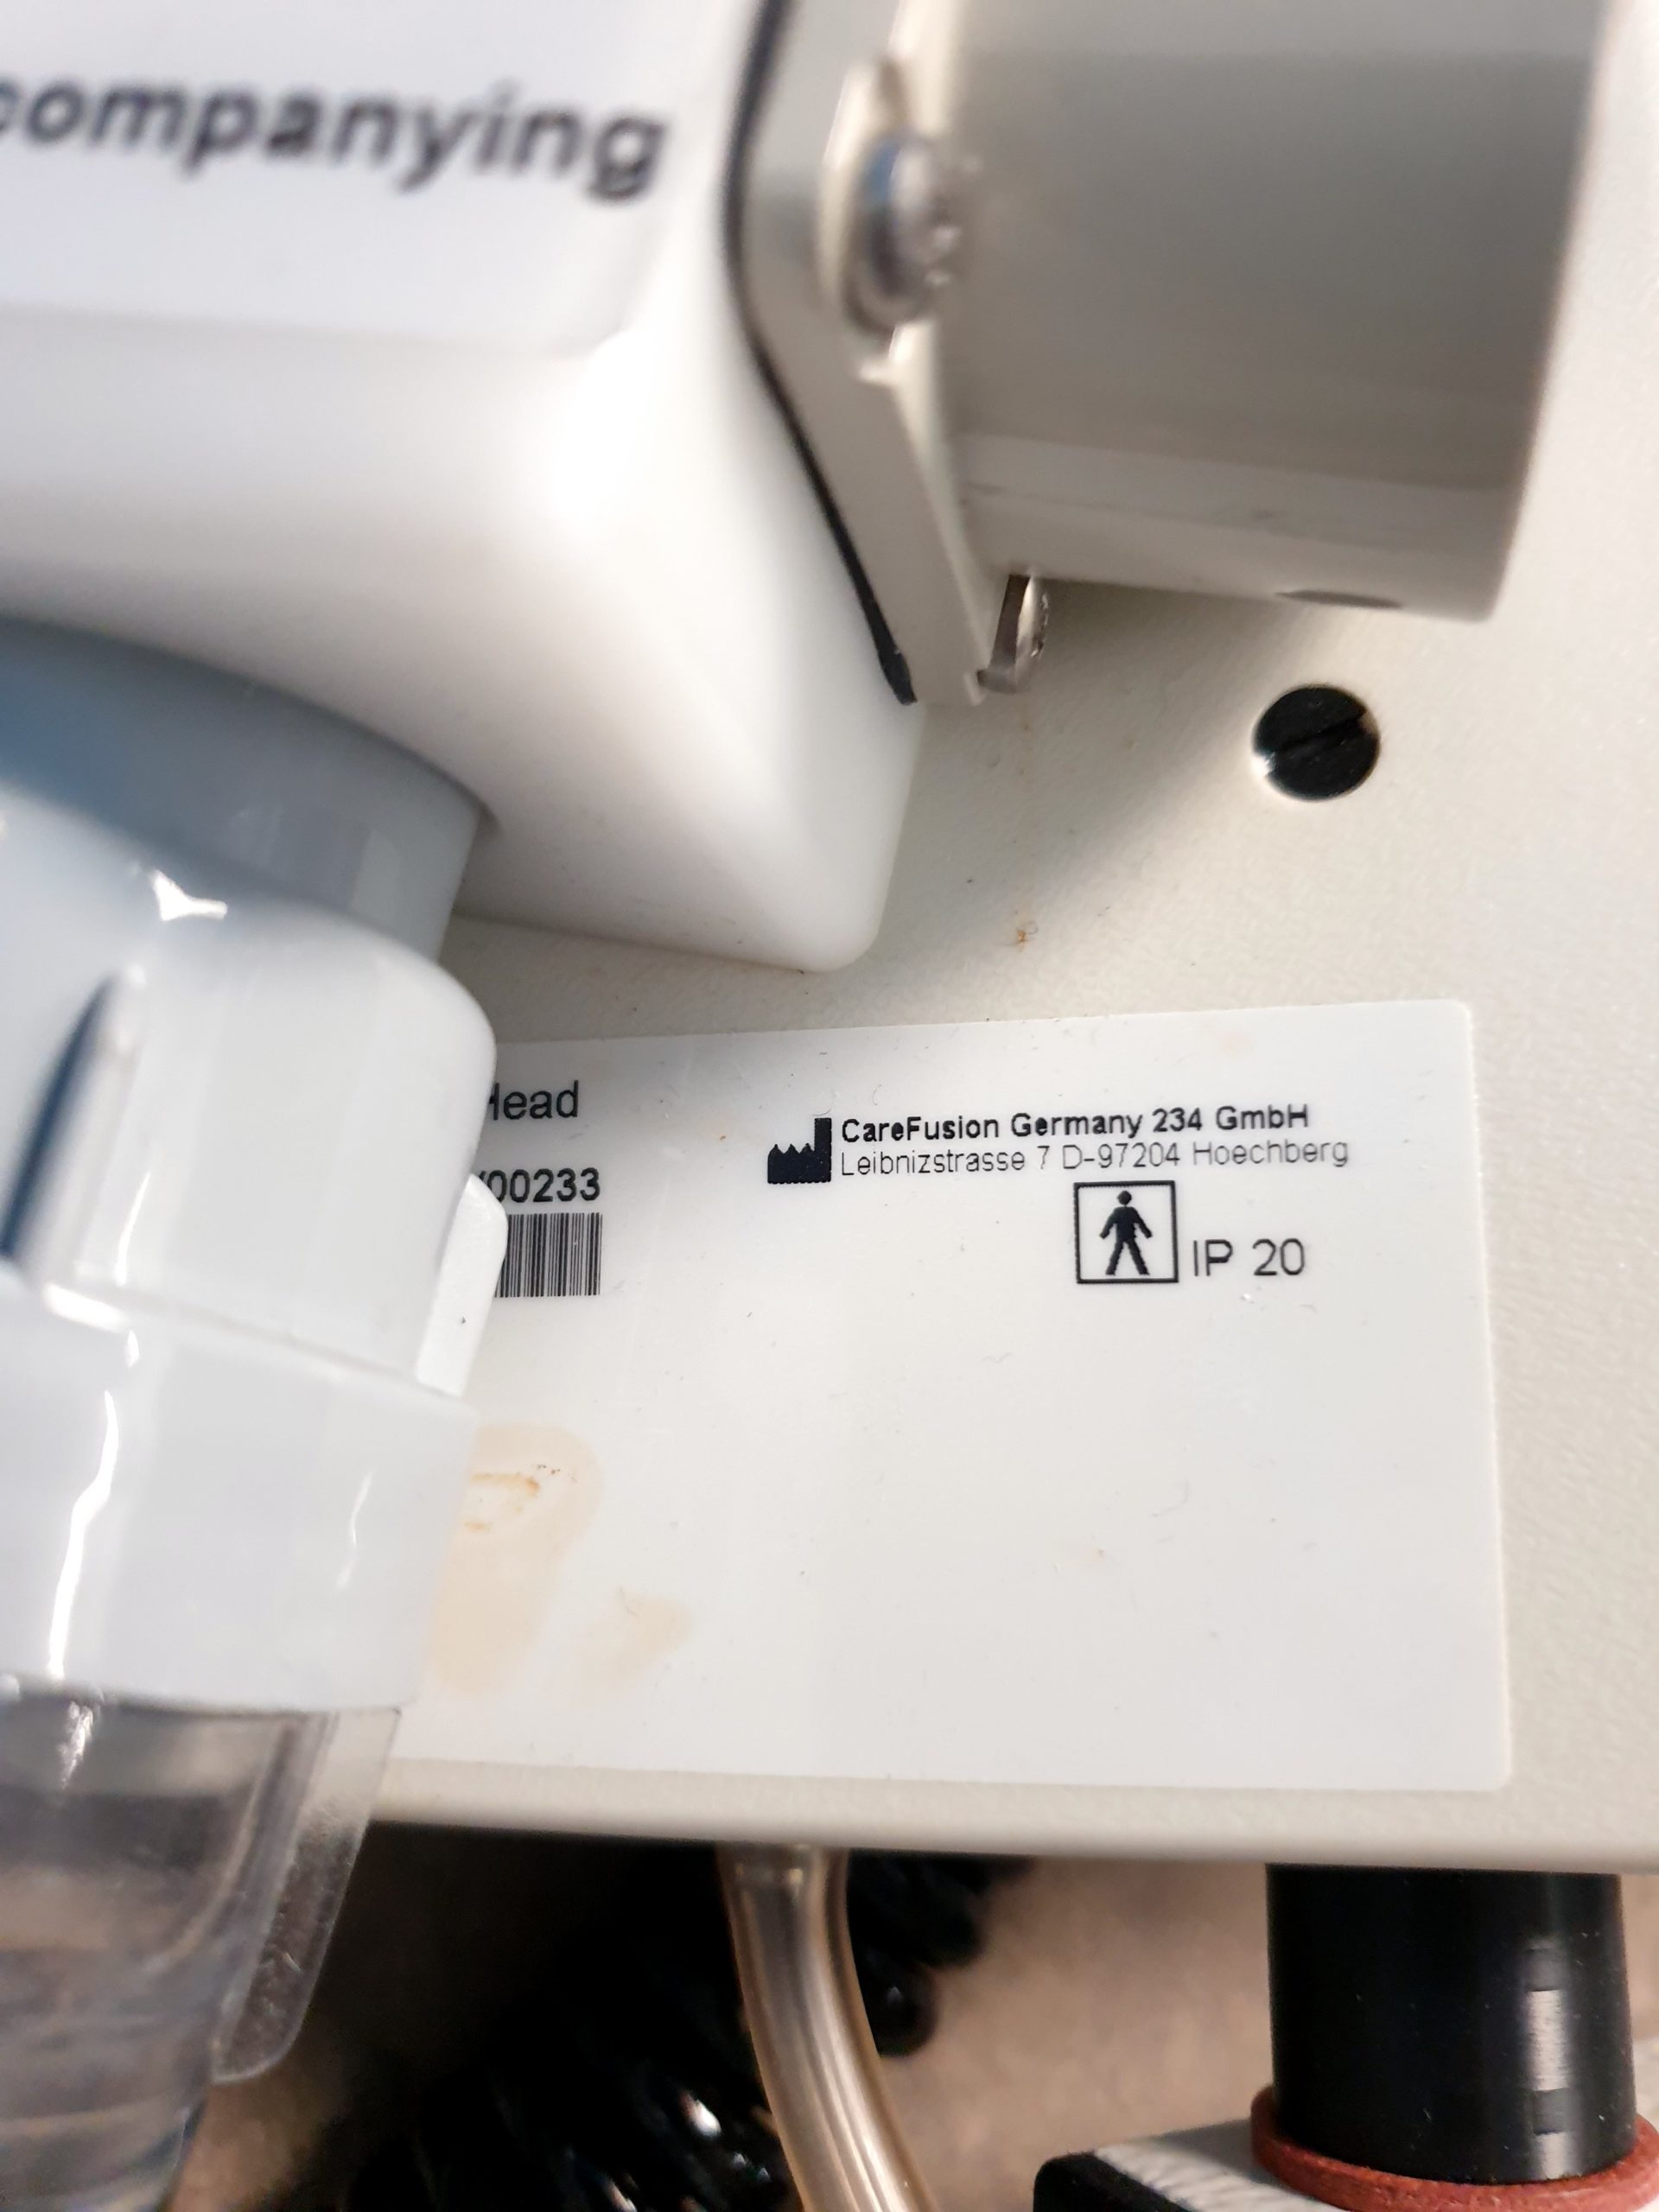 companying
Head
00233
CareFusion Germany 234 GmbH
Leibnizstrasse 7 D-97204 Hoechberg
IP 20